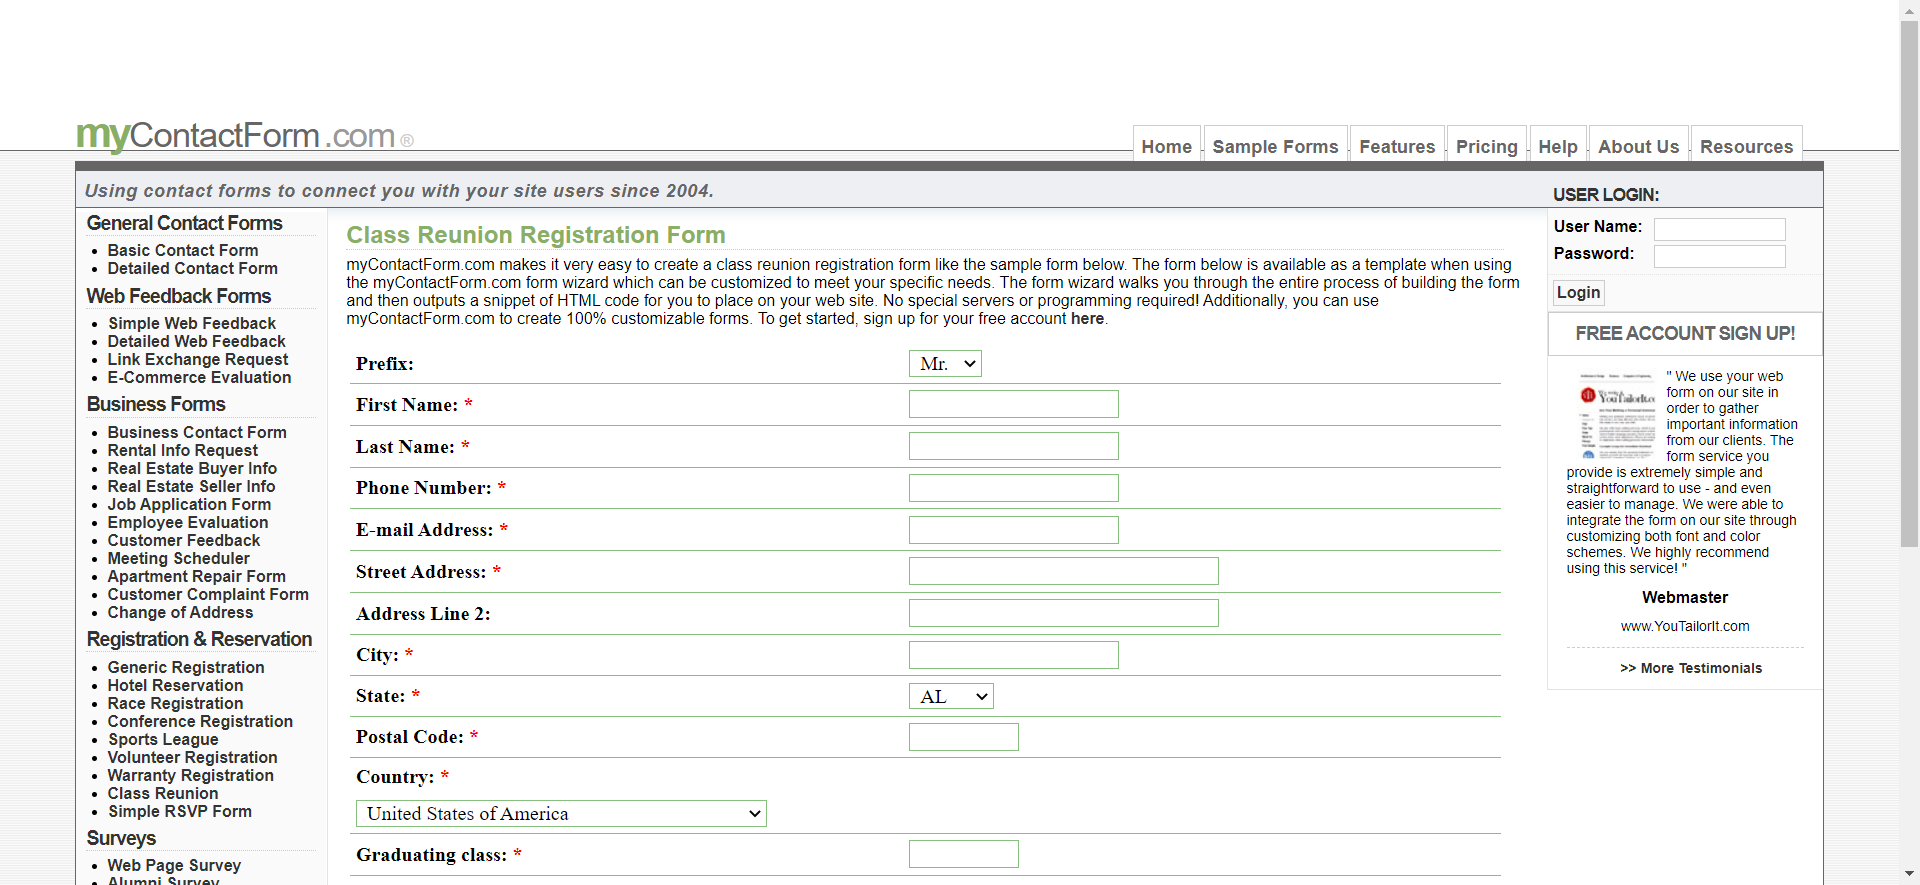 myContactForm.com®
Home
Sample Forms
Features
Pricing
Help
About Us
Resources
Using contact forms to connect you with your site users since 2004.
General Contact Forms
Basic Contact Form
Detailed Contact Form
Web Feedback Forms
Simple Web Feedback
Detailed Web Feedback
Link Exchange Request
E-Commerce Evaluation
Business Forms
Business Contact Form
Rental Info Request
Real Estate Buyer Info
Real Estate Seller Info
Job Application Form
Employee Evaluation
Customer Feedback
Meeting Scheduler
Apartment Repair Form
Customer Complaint Form
Change of Address
Registration & Reservation
Generic Registration
Hotel Reservation
Race Registration
Conference Registration
Sports League
Volunteer Registration
Warranty Registration
Class Reunion
Simple RSVP Form
Surveys
Web Page Survey
Alumni Survey
Class Reunion Registration Form
myContactForm.com makes it very easy to create a class reunion registration form like the sample form below. The form below is available as a template when using
the myContactForm.com form wizard which can be customized to meet your specific needs. The form wizard walks you through the entire process of building the form
and then outputs a snippet of HTML code for you to place on your web site. No special servers or programming required! Additionally, you can use
myContactForm.com to create 100% customizable forms. To get started, sign up for your free account here.
Prefix: Mr.
First Name: *
Last Name: *
Phone Number: *
E-mail Address: *
Street Address: *
Address Line 2:
City: *
State: * AL
Postal Code: *
Country: *
United States of America
Graduating class: *
USER LOGIN:
User Name:
Password:
Login
FREE ACCOUNT SIGN UP!
YouTailorIt.co
" We use your web
form on our site in
order to gather
important information
from our clients. The
form service you
provide is extremely simple and
straightforward to use - and even
easier to manage. We were able to
integrate the form on our site through
customizing both font and color
schemes. We highly recommend
using this service! "
Webmaster
www.YouTailorIt.com
>> More Testimonials